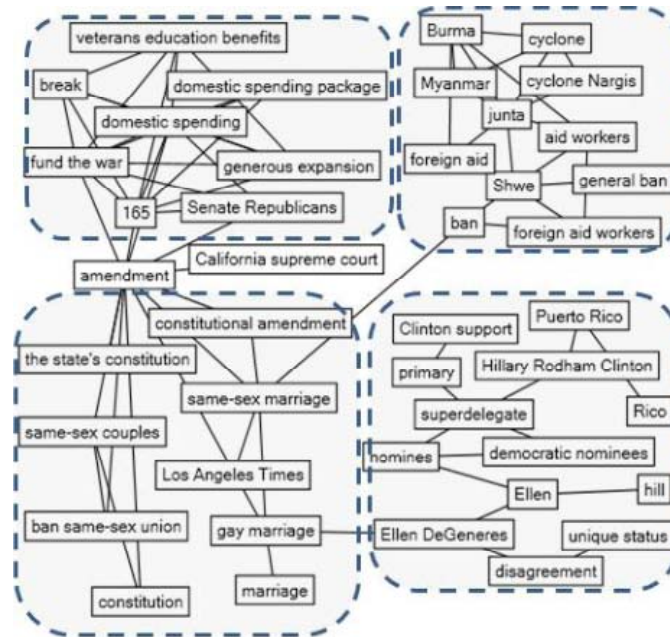 veterans education benefits
break
domestic spending package
domestic spending
fund the war
generous expansion
165
Senate Republicans
Burma
cyclone
Myanmar
cyclone Nargis
junta
aid workers
foreign aid
Shwe
general ban
ban
foreign aid workers
California supreme court
amendment
constitutional amendment
the state's constitution
same-sex marriage
same-sex couples
Los Angeles Times
ban same-sex union
gay marriage
marriage
constitution
Puerto Rico
Clinton support
primary
Hillary Rodham Clinton
superdelegate
Rico
nomines
democratic nominees
Ellen
hill
Ellen DeGeneres
unique status
disagreement